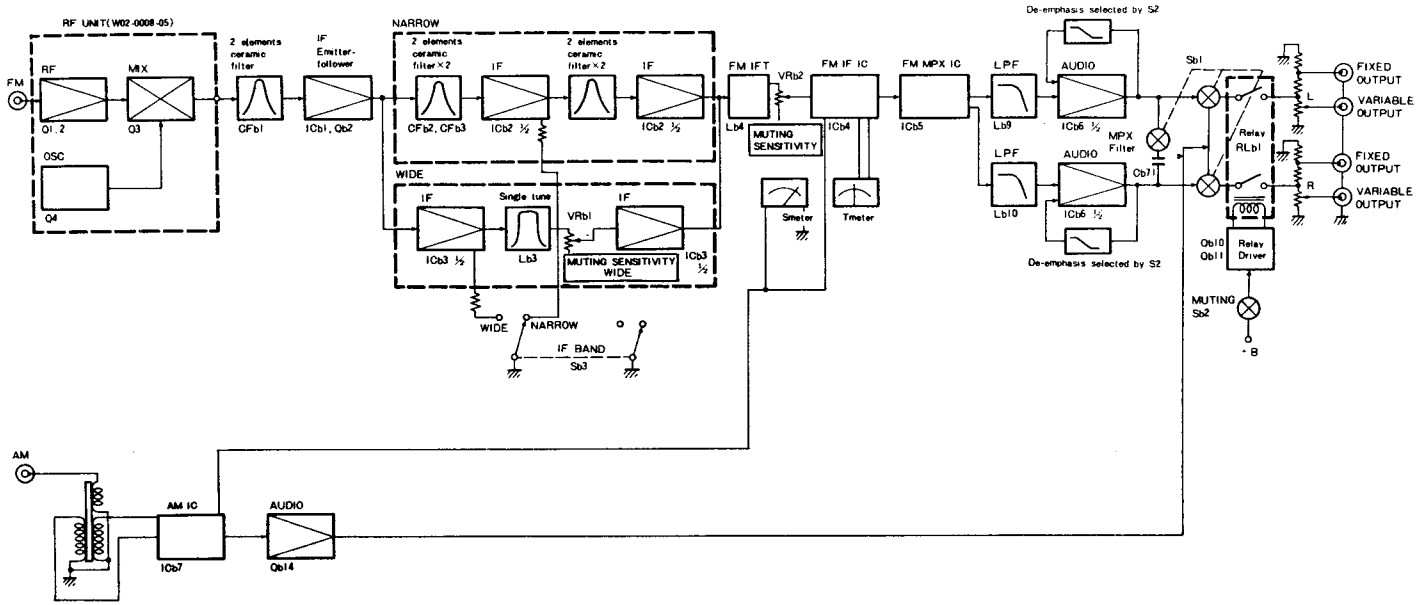 RF UNIT(W02-0008-05)
FM
RF
Q1, 2
MIX
Q3
OSC
Q4
2 elements
ceramic
filter
CFb1
IF
Emitter-
follower
ICb1, Qb2
NARROW
2 elements
ceramic
filter×2
CFb2, CFb3
IF
ICb2 ½
2 elements
ceramic
filter×2
IF
ICb2 ½
WIDE
IF
ICb3 ½
Single tune
Lb3
VRb1
MUTING SENSITIVITY
WIDE
IF
ICb3
½
WIDE
NARROW
IF BAND
Sb3
FM IFT
Lb4
VRb2
MUTING
SENSITIVITY
FM IF IC
ICb4
Smeter
Tmeter
FM MPX IC
ICb5
LPF
Lb9
LPF
Lb10
De-emphasis selected by S2
AUDIO
ICb6 ½
AUDIO
ICb6 ½
De-emphasis selected by S2
MPX
Filter
Cb71
Sb1
L
Relay
RLb1
R
FIXED
OUTPUT
VARIABLE
OUTPUT
FIXED
OUTPUT
VARIABLE
OUTPUT
Qb10
Qb11
Relay
Driver
MUTING
Sb2
+B
AM
AM IC
ICb7
AUDIO
Qb14